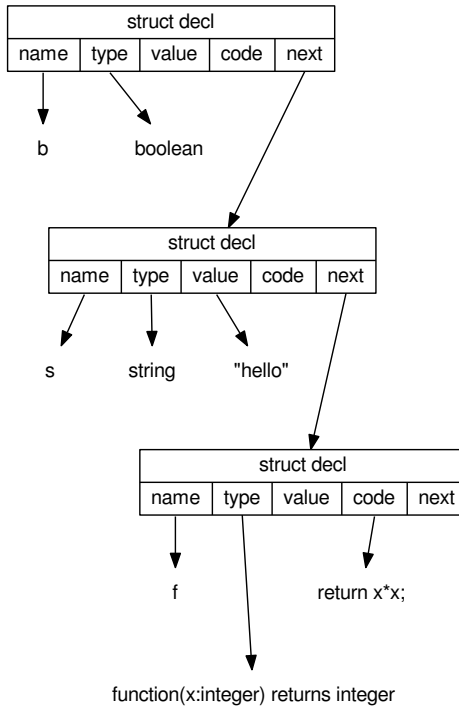 struct decl
name type value code next
b boolean
struct decl
name type value code next
s string "hello"
struct decl
name type value code next
f return x*x;
function(x:integer) returns integer